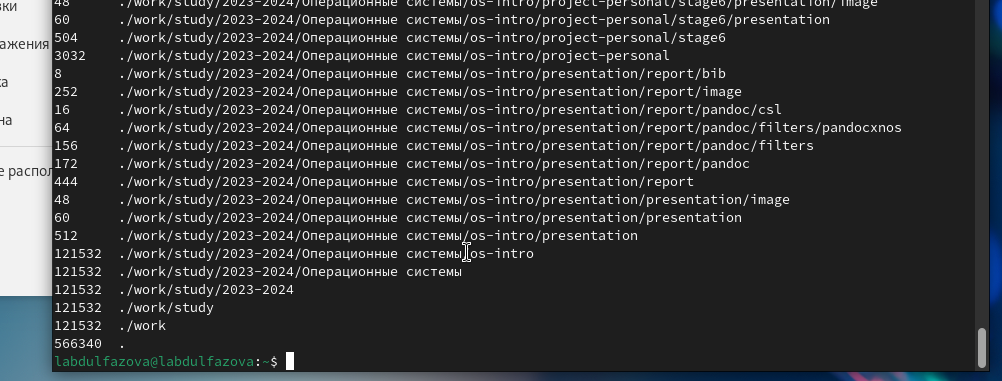 48      ./work/study/2023-2024/Операционные системы/os-intro/project-personal/stage6/presentation/image
вки
60      ./work/study/2023-2024/Операционные системы/os-intro/project-personal/stage6/presentation
504     ./work/study/2023-2024/Операционные системы/os-intro/project-personal/stage6
ажения
3032    ./work/study/2023-2024/Операционные системы/os-intro/project-personal
8       ./work/study/2023-2024/Операционные системы/os-intro/presentation/report/bib
ка
252     ./work/study/2023-2024/Операционные системы/os-intro/presentation/report/image
16      ./work/study/2023-2024/Операционные системы/os-intro/presentation/report/pandoc/csl
на
64      ./work/study/2023-2024/Операционные системы/os-intro/presentation/report/pandoc/filters/pandocxnos
156     ./work/study/2023-2024/Операционные системы/os-intro/presentation/report/pandoc/filters
172     ./work/study/2023-2024/Операционные системы/os-intro/presentation/report/pandoc
е распол
444     ./work/study/2023-2024/Операционные системы/os-intro/presentation/report
48      ./work/study/2023-2024/Операционные системы/os-intro/presentation/presentation/image
60      ./work/study/2023-2024/Операционные системы/os-intro/presentation/presentation
512     ./work/study/2023-2024/Операционные системы/os-intro/presentation
121532  ./work/study/2023-2024/Операционные системы/os-intro
121532  ./work/study/2023-2024/Операционные системы
121532  ./work/study/2023-2024
121532  ./work/study
121532  ./work
566340  .
labdulfazova@labdulfazova:~$